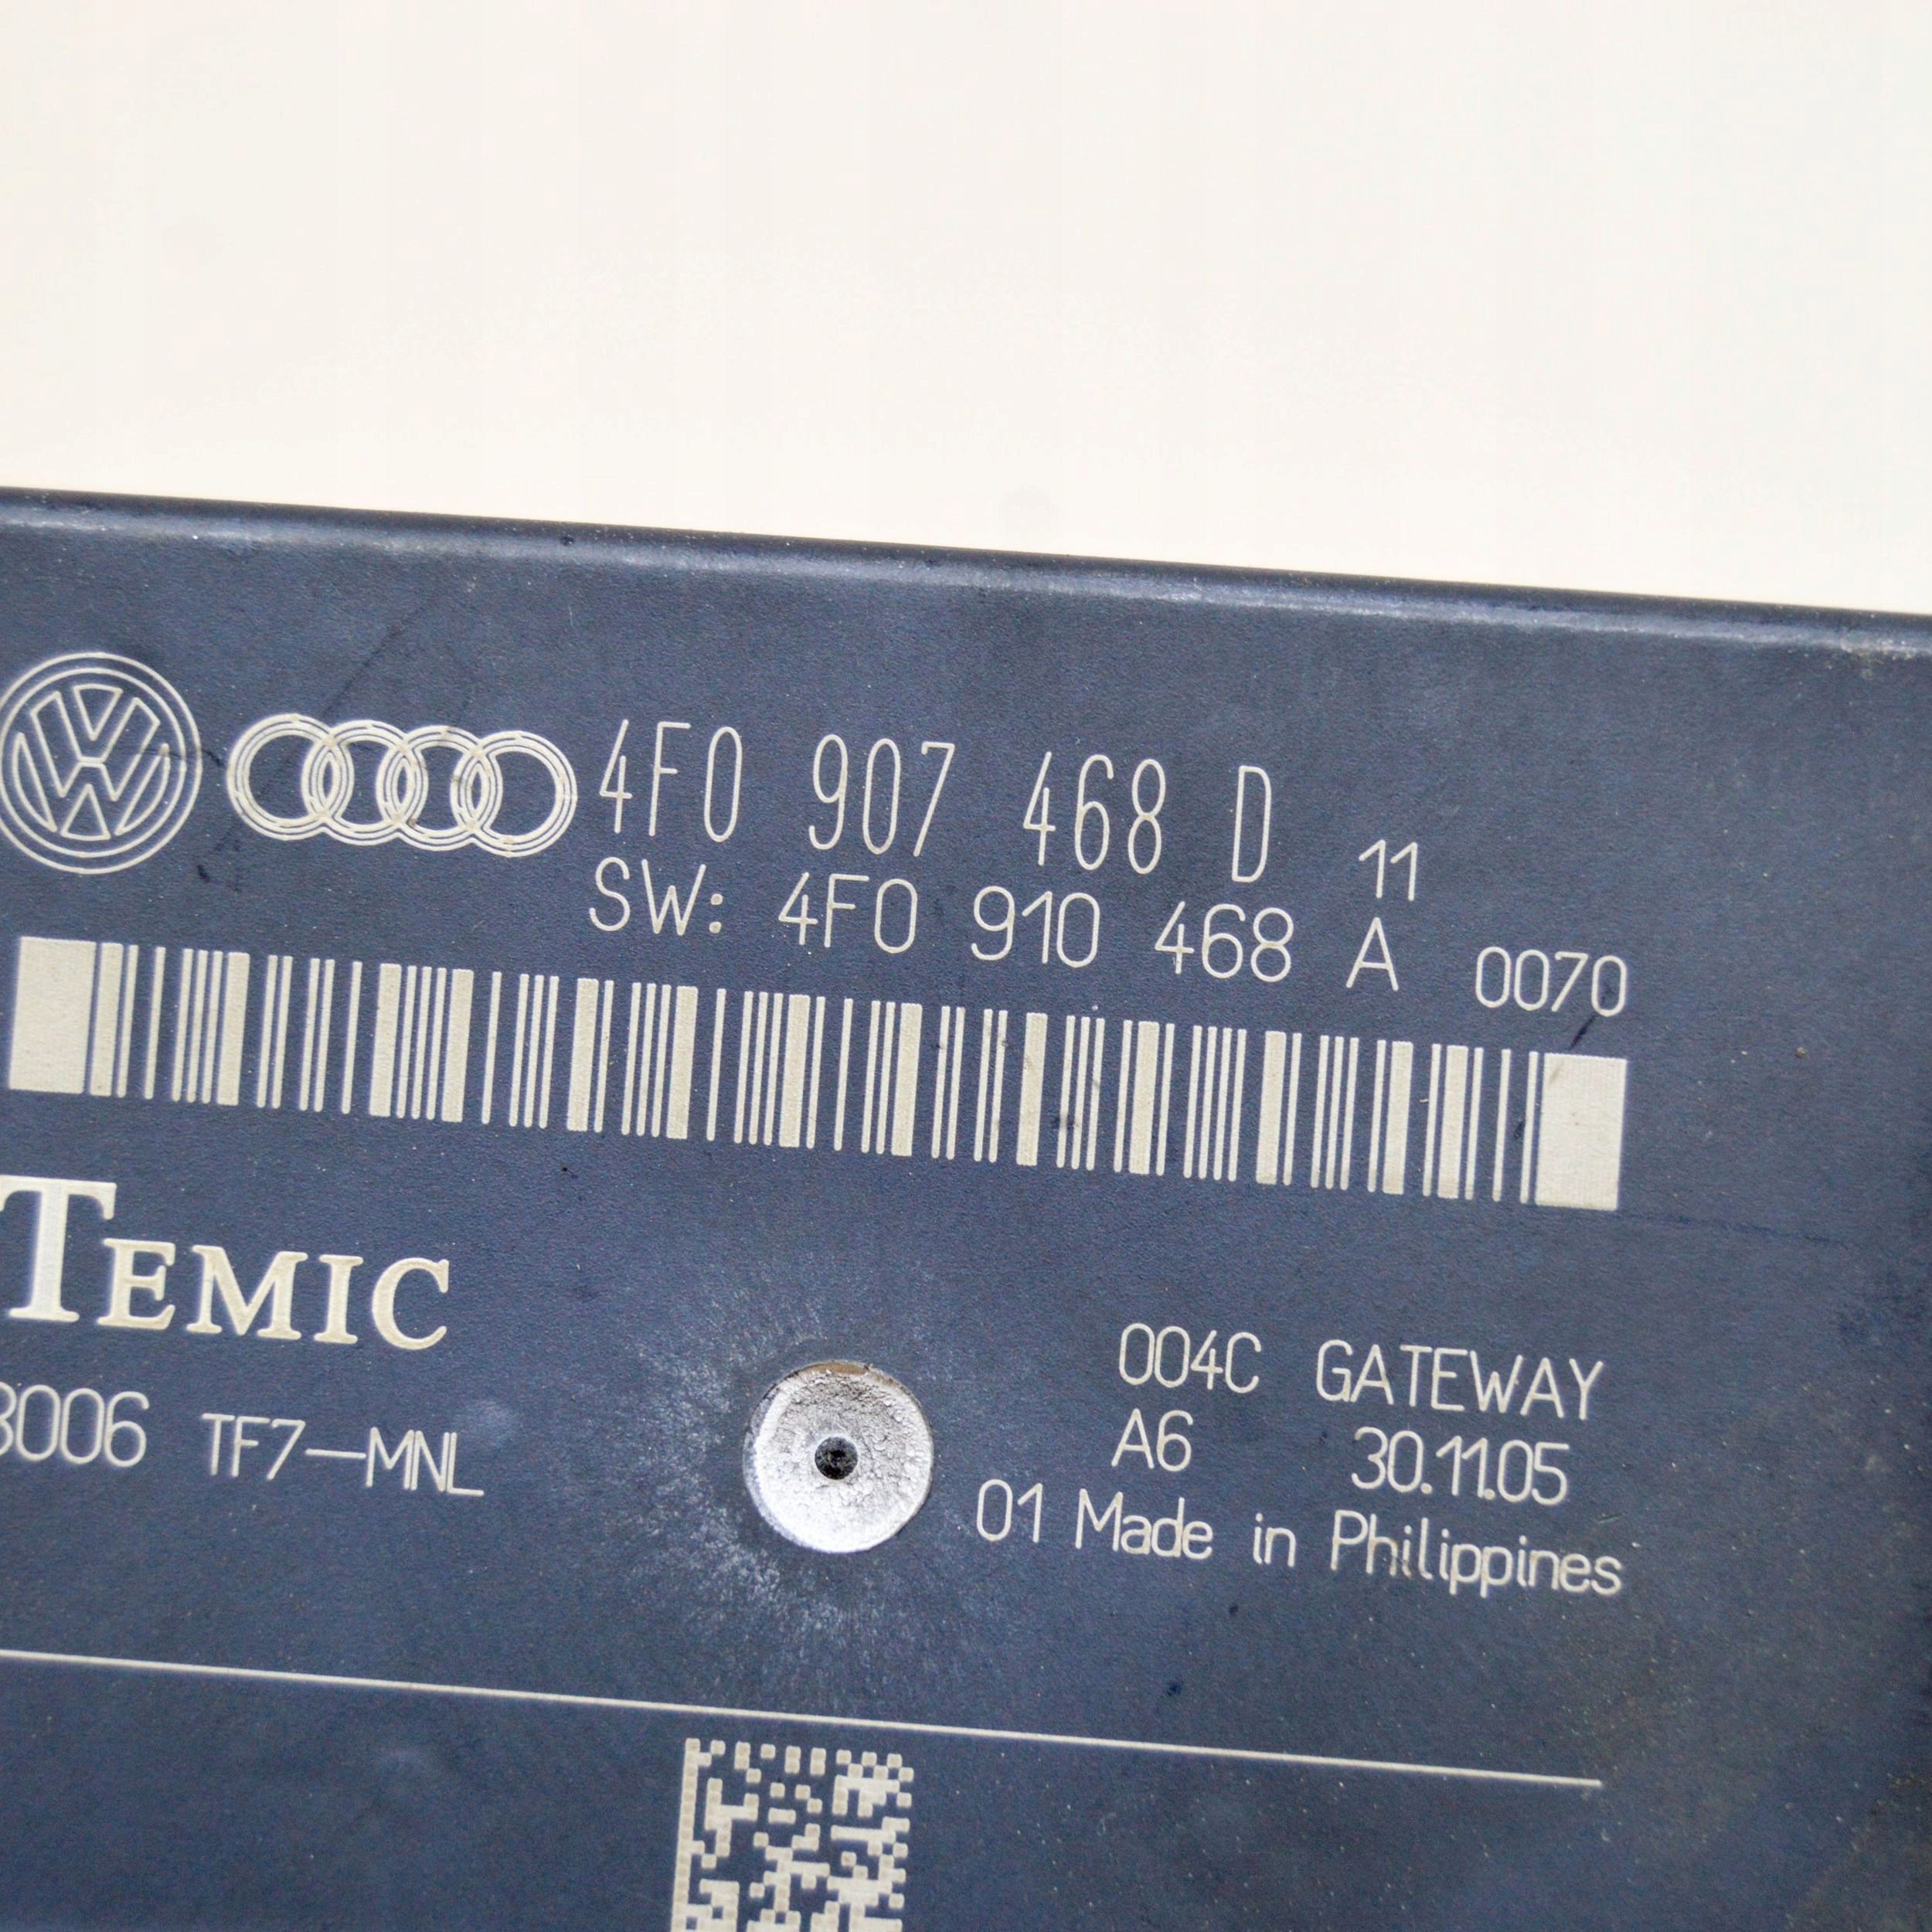 4F0 907 468 D 11
SW: 4F0 910 468 A 0070
TEMIC
004C GATEWAY
8006 TF7-MNL
A6 30.11.05
01 Made in Philippines